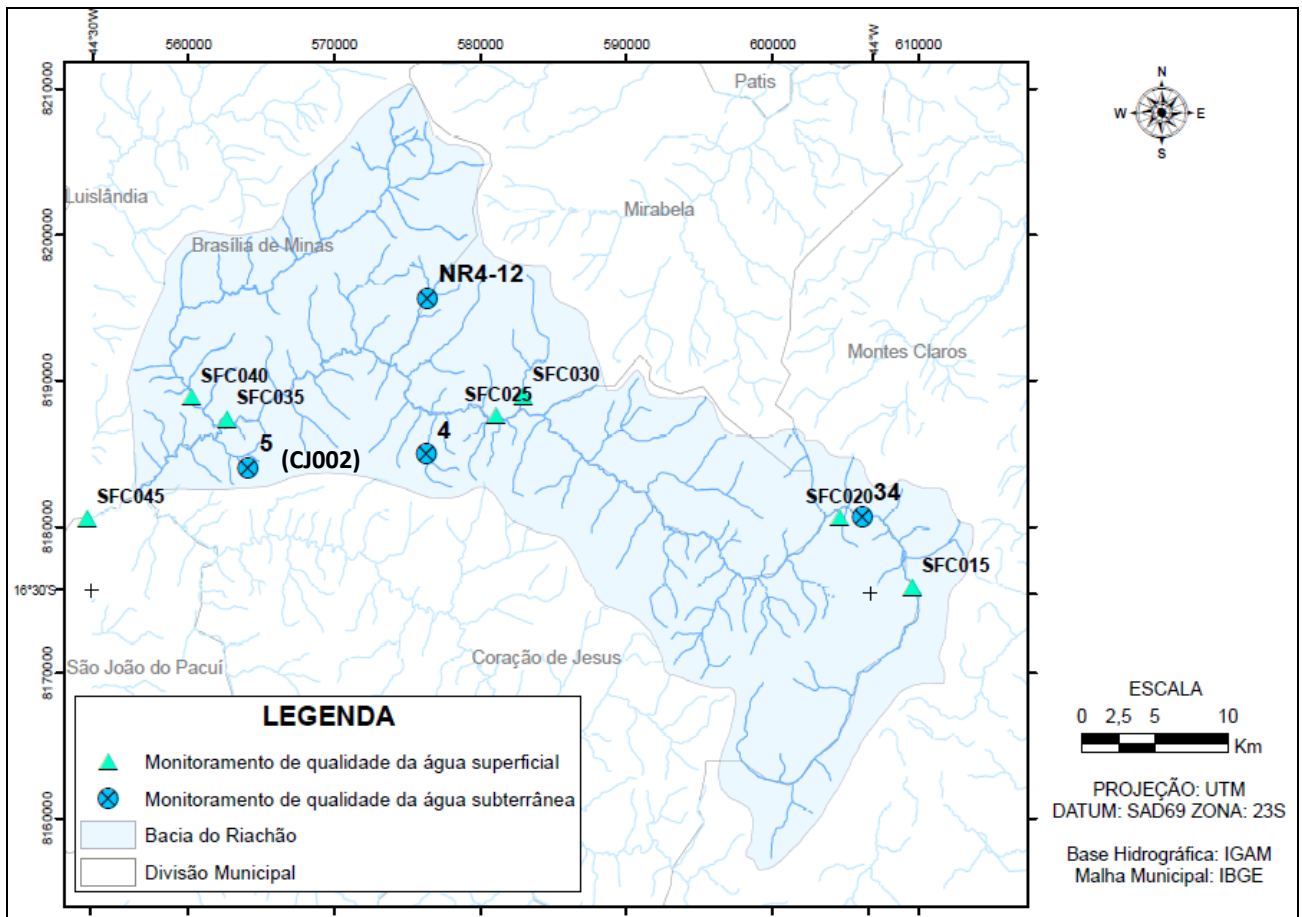 44°30'W
560000
570000
580000
590000
600000
44°W
610000
8210000
8200000
8190000
8180000
16°30'S
8170000
8160000
Patis
Luislândia
Mirabela
Brasília de Minas
NR4-12
Montes Claros
SFC040
SFC030
SFC035
SFC025
4
5
(CJ002)
SFC045
SFC020
34
SFC015
São João do Pacuí
Coração de Jesus
LEGENDA
Monitoramento de qualidade da água superficial
Monitoramento de qualidade da água subterrânea
Bacia do Riachão
Divisão Municipal
N
W
E
S
ESCALA
0 2,5 5 10
Km
PROJEÇÃO: UTM
DATUM: SAD69 ZONA: 23S
Base Hidrográfica: IGAM
Malha Municipal: IBGE